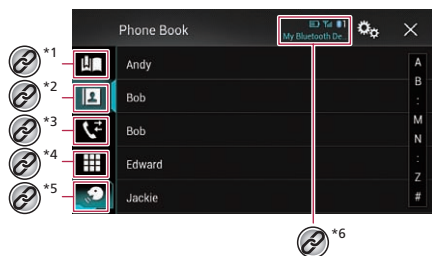 Phone Book
My Bluetooth De...
*1
Andy
A
B
*2
Bob
:
*3
Bob
M
N
*4
Edward
:
Z
*5
Jackie
#
*6